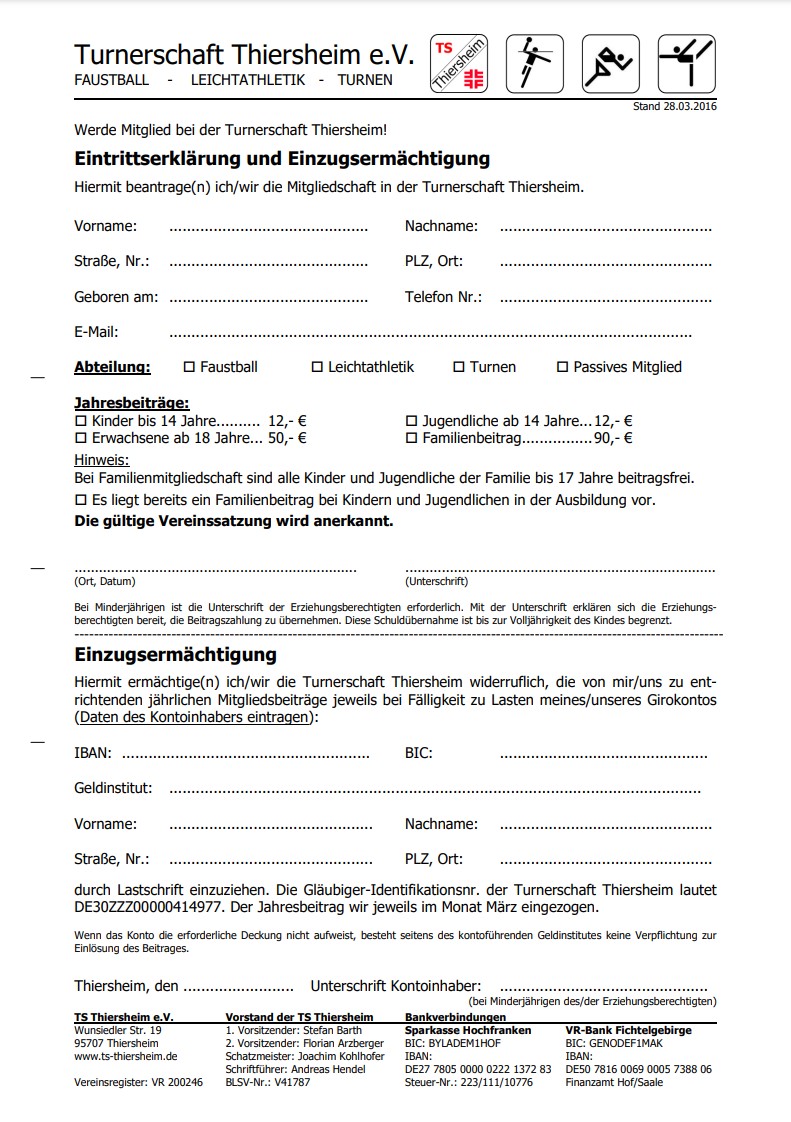 Turnerschaft Thiersheim e.V.
FAUSTBALL - LEICHTATHLETIK - TURNEN
TS
Thiersheim
Stand 28.03.2016
Werde Mitglied bei der Turnerschaft Thiersheim!
Eintrittserklärung und Einzugsermächtigung
Hiermit beantrage(n) ich/wir die Mitgliedschaft in der Turnerschaft Thiersheim.
Vorname: ............................................. Nachname: ................................................
Straße, Nr.: ............................................. PLZ, Ort: ................................................
Geboren am: ............................................. Telefon Nr.: ................................................
E-Mail: .......................................................................................................................
Abteilung: ☐ Faustball ☐ Leichtathletik ☐ Turnen ☐ Passives Mitglied
Jahresbeiträge:
☐ Kinder bis 14 Jahre.......... 12,- € ☐ Jugendliche ab 14 Jahre...12,- €
☐ Erwachsene ab 18 Jahre... 50,- € ☐ Familienbeitrag................90,- €
Hinweis:
Bei Familienmitgliedschaft sind alle Kinder und Jugendliche der Familie bis 17 Jahre beitragsfrei.
☐ Es liegt bereits ein Familienbeitrag bei Kindern und Jugendlichen in der Ausbildung vor.
Die gültige Vereinssatzung wird anerkannt.
................................................................ ......................................................................
(Ort, Datum) (Unterschrift)
Bei Minderjährigen ist die Unterschrift der Erziehungsberechtigten erforderlich. Mit der Unterschrift erklären sich die Erziehungs-
berechtigten bereit, die Beitragszahlung zu übernehmen. Diese Schuldübernahme ist bis zur Volljährigkeit des Kindes begrenzt.
------------------------------------------------------------------------------------------------------------------------
Einzugsermächtigung
Hiermit ermächtige(n) ich/wir die Turnerschaft Thiersheim widerruflich, die von mir/uns zu ent-
richtenden jährlichen Mitgliedsbeiträge jeweils bei Fälligkeit zu Lasten meines/unseres Girokontos
(Daten des Kontoinhabers eintragen):
IBAN: ........................................................ BIC: ...............................................
Geldinstitut: .........................................................................................................................
Vorname: .............................................. Nachname: ................................................
Straße, Nr.: .............................................. PLZ, Ort: ................................................
durch Lastschrift einzuziehen. Die Gläubiger-Identifikationsnr. der Turnerschaft Thiersheim lautet
DE30ZZZ00000414977. Der Jahresbeitrag wir jeweils im Monat März eingezogen.
Wenn das Konto die erforderliche Deckung nicht aufweist, besteht seitens des kontoführenden Geldinstitutes keine Verpflichtung zur
Einlösung des Beitrages.
Thiersheim, den ......................... Unterschrift Kontoinhaber: ...............................................
(bei Minderjährigen des/der Erziehungsberechtigten)
TS Thiersheim e.V. Vorstand der TS Thiersheim Bankverbindungen
Wunsiedler Str. 19 1. Vorsitzender: Stefan Barth Sparkasse Hochfranken VR-Bank Fichtelgebirge
95707 Thiersheim 2. Vorsitzender: Florian Arzberger BIC: BYLADEM1HOF BIC: GENODEF1MAK
www.ts-thiersheim.de Schatzmeister: Joachim Kohlhofer IBAN: IBAN:
Schriftführer: Andreas Hendel DE27 7805 0000 0222 1372 83 DE50 7816 0069 0005 7388 06
Vereinsregister: VR 200246 BLSV-Nr.: V41787 Steuer-Nr.: 223/111/10776 Finanzamt Hof/Saale